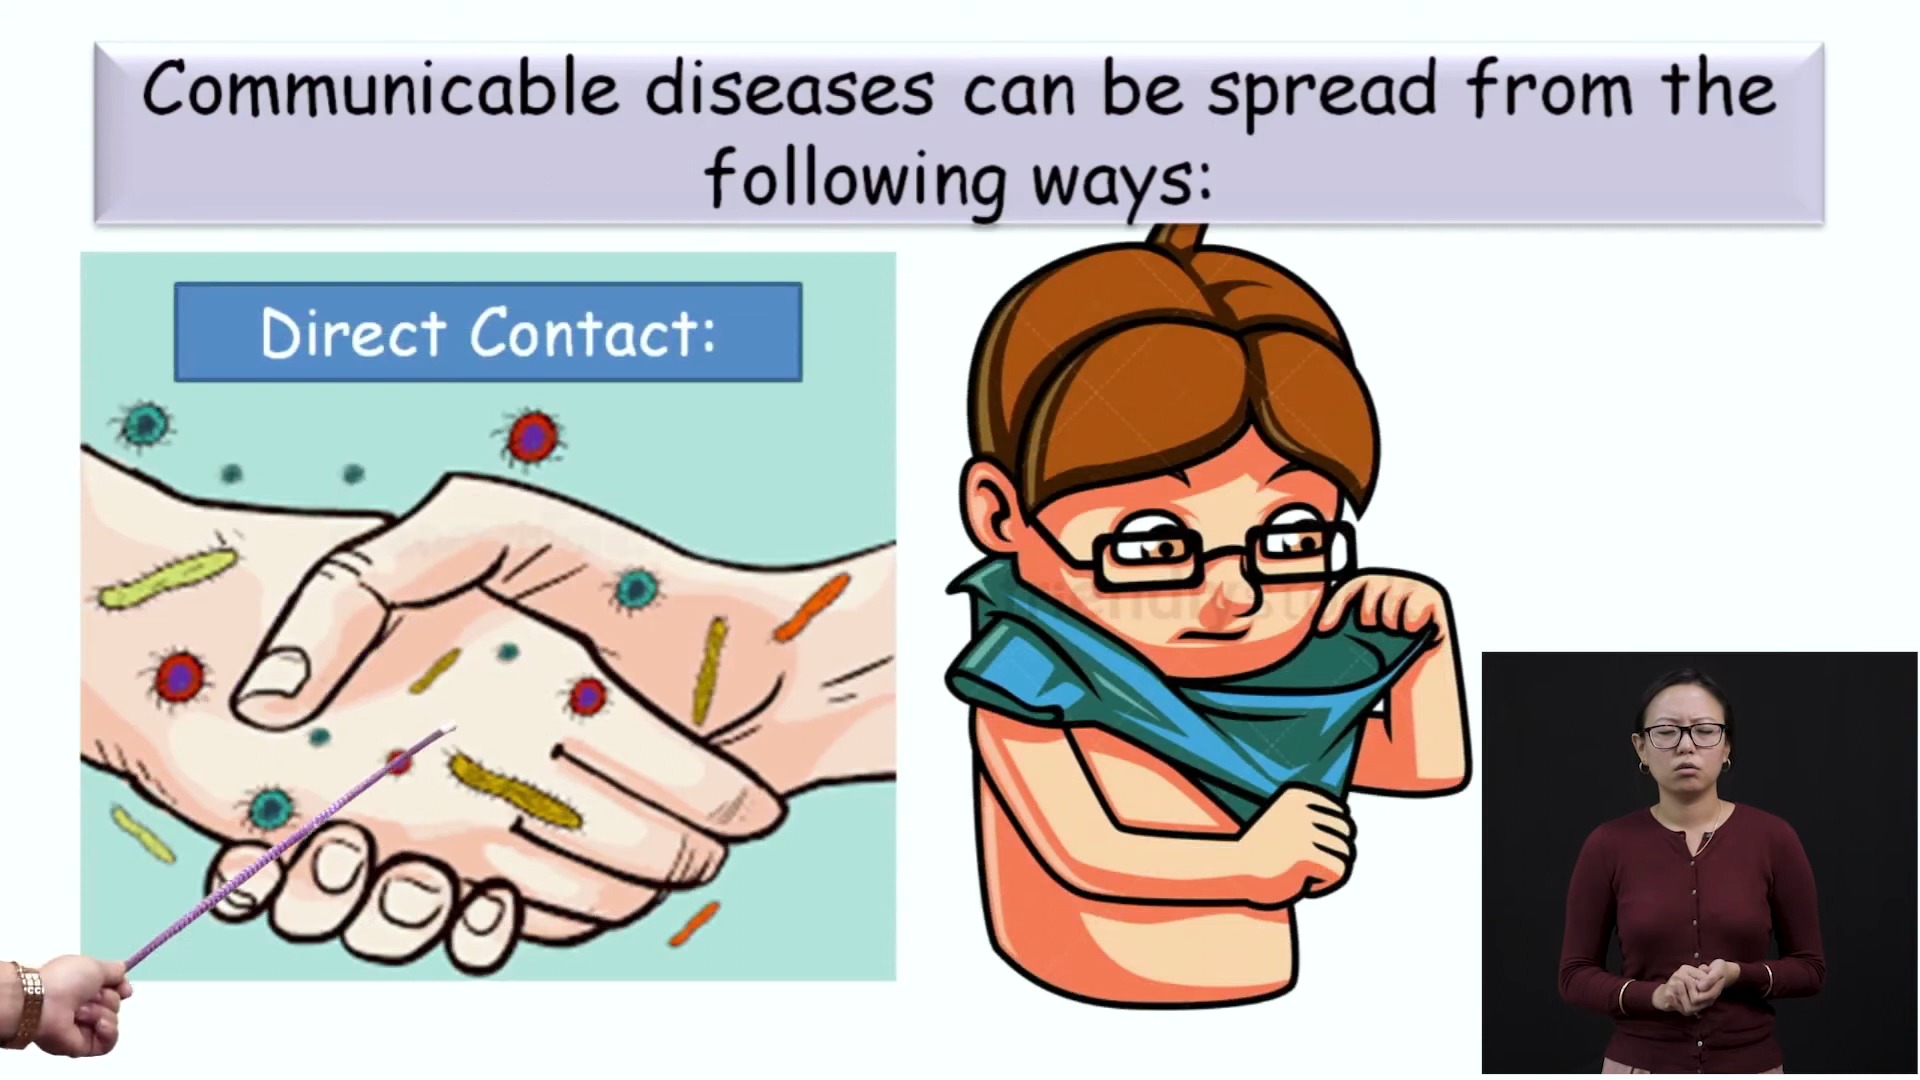 Communicable diseases can be spread from the
following ways:
Direct Contact: